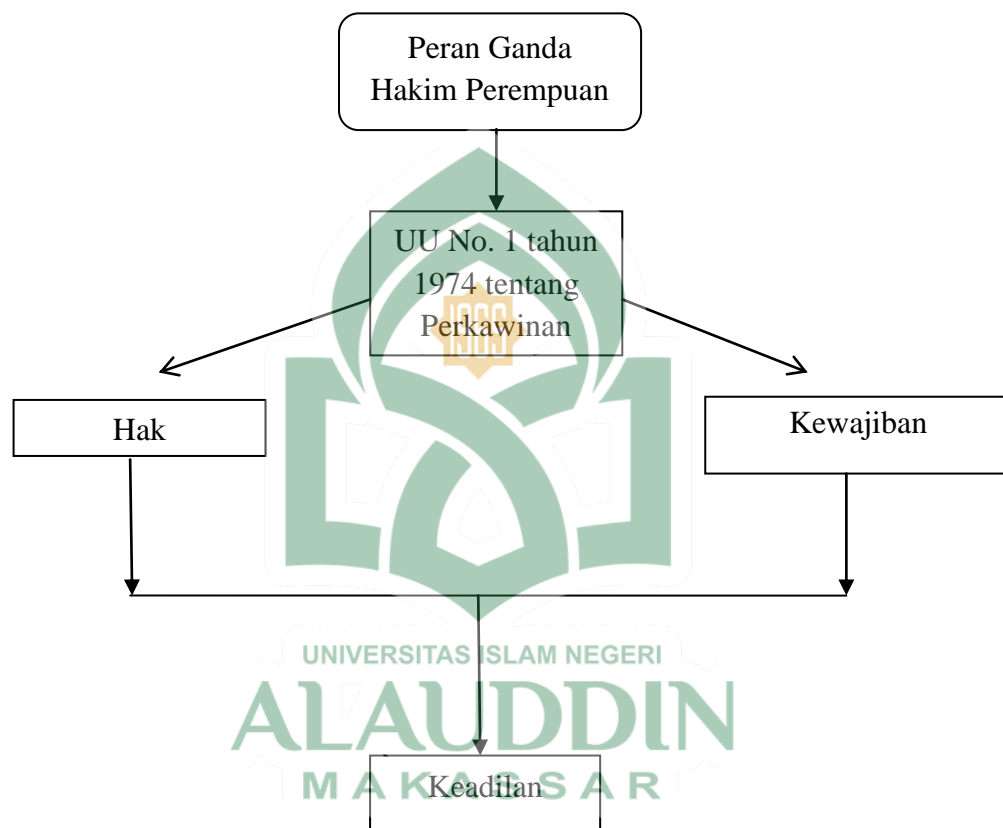 Peran Ganda
Hakim Perempuan
UU No. 1 tahun
1974 tentang
Perkawinan
1965
Hak
Kewajiban
UNIVERSITAS ISLAM NEGERI
ALAUDDIN
MAKASSAR
Keadilan